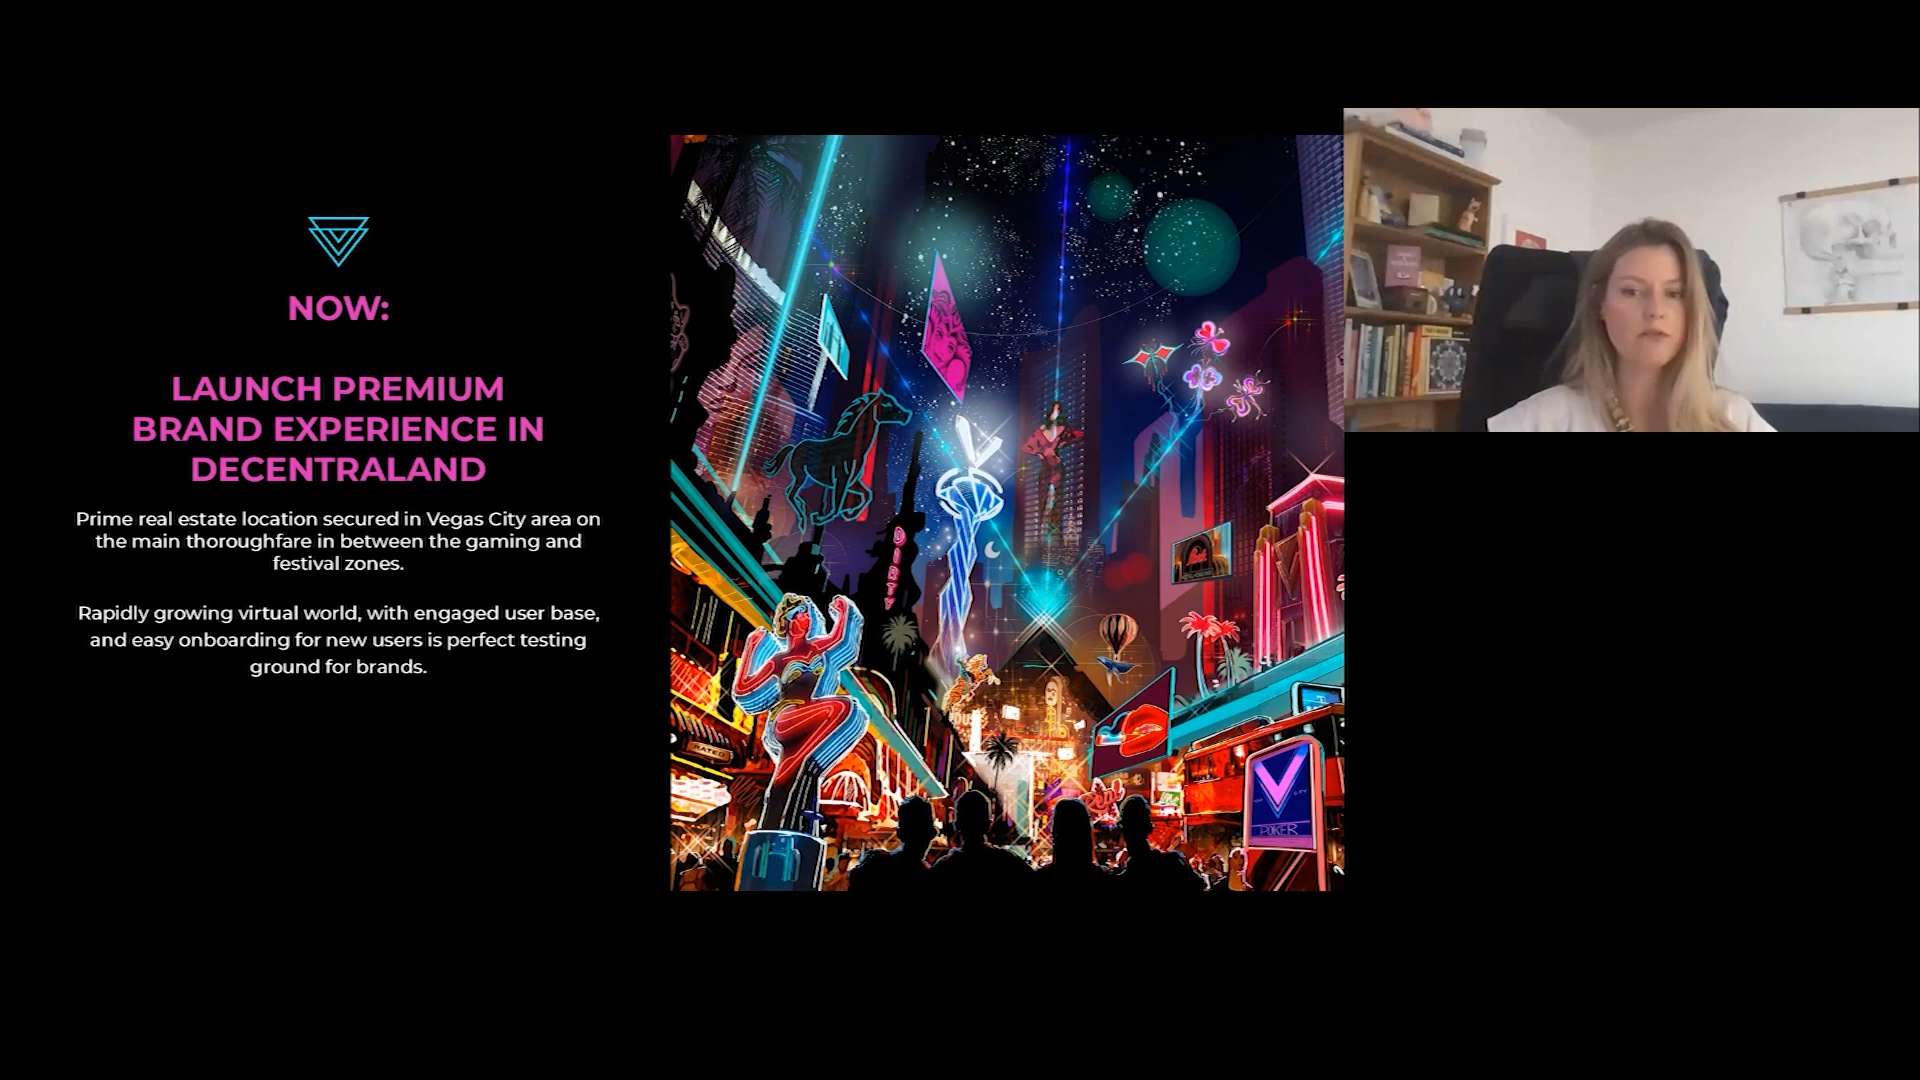 NOW:
LAUNCH PREMIUM
BRAND EXPERIENCE IN
DECENTRALAND
Prime real estate location secured in Vegas City area on
the main thoroughfare in between the gaming and
festival zones.
Rapidly growing virtual world, with engaged user base,
and easy onboarding for new users is perfect testing
ground for brands.
DIRTY
RATED
POKER